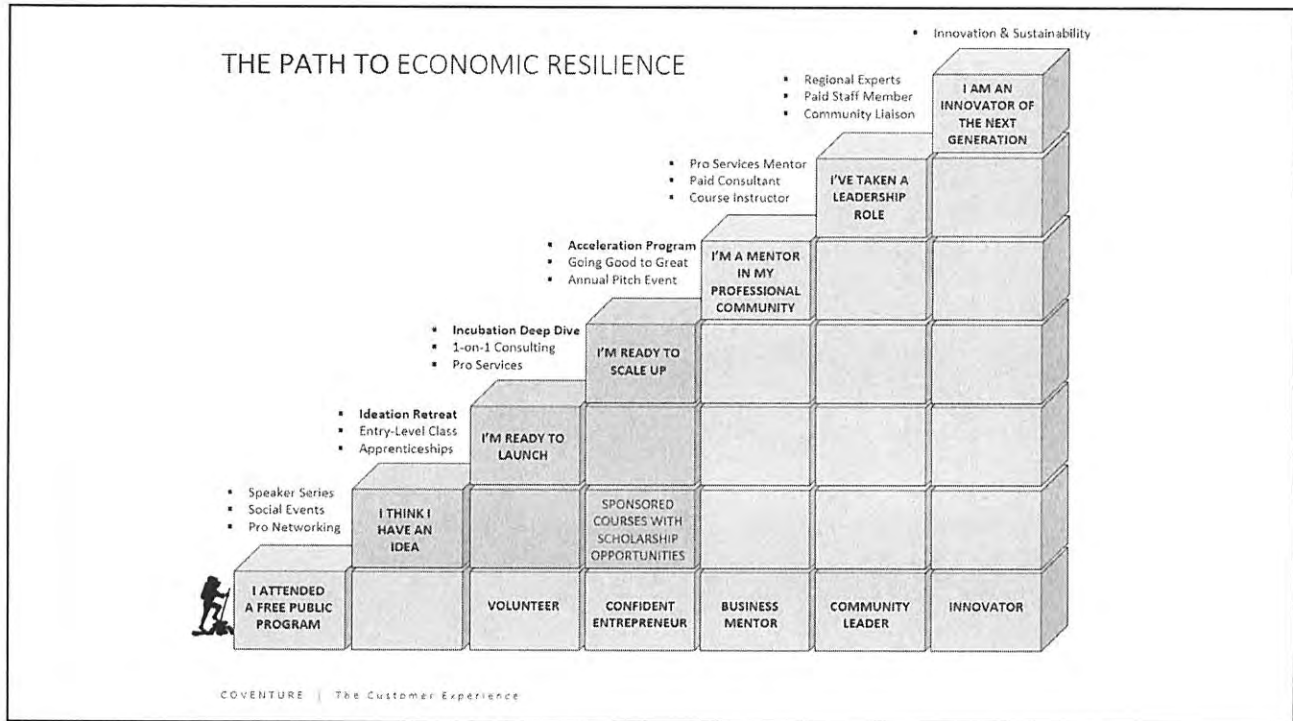 THE PATH TO ECONOMIC RESILIENCE
▪ Innovation & Sustainability
I AM AN
INNOVATOR OF
THE NEXT
GENERATION
▪ Regional Experts
▪ Paid Staff Member
▪ Community Liaison
I'VE TAKEN A
LEADERSHIP
ROLE
▪ Pro Services Mentor
▪ Paid Consultant
▪ Course Instructor
I'M A MENTOR
IN MY
PROFESSIONAL
COMMUNITY
▪ Acceleration Program
▪ Going Good to Great
▪ Annual Pitch Event
I'M READY TO
SCALE UP
▪ Incubation Deep Dive
▪ 1-on-1 Consulting
▪ Pro Services
I'M READY TO
LAUNCH
▪ Ideation Retreat
▪ Entry-Level Class
▪ Apprenticeships
I THINK I
HAVE AN
IDEA
SPONSORED
COURSES WITH
SCHOLARSHIP
OPPORTUNITIES
▪ Speaker Series
▪ Social Events
▪ Pro Networking
I ATTENDED
A FREE PUBLIC
PROGRAM
VOLUNTEER
CONFIDENT
ENTREPRENEUR
BUSINESS
MENTOR
COMMUNITY
LEADER
INNOVATOR
COVENTURE | The Customer Experience